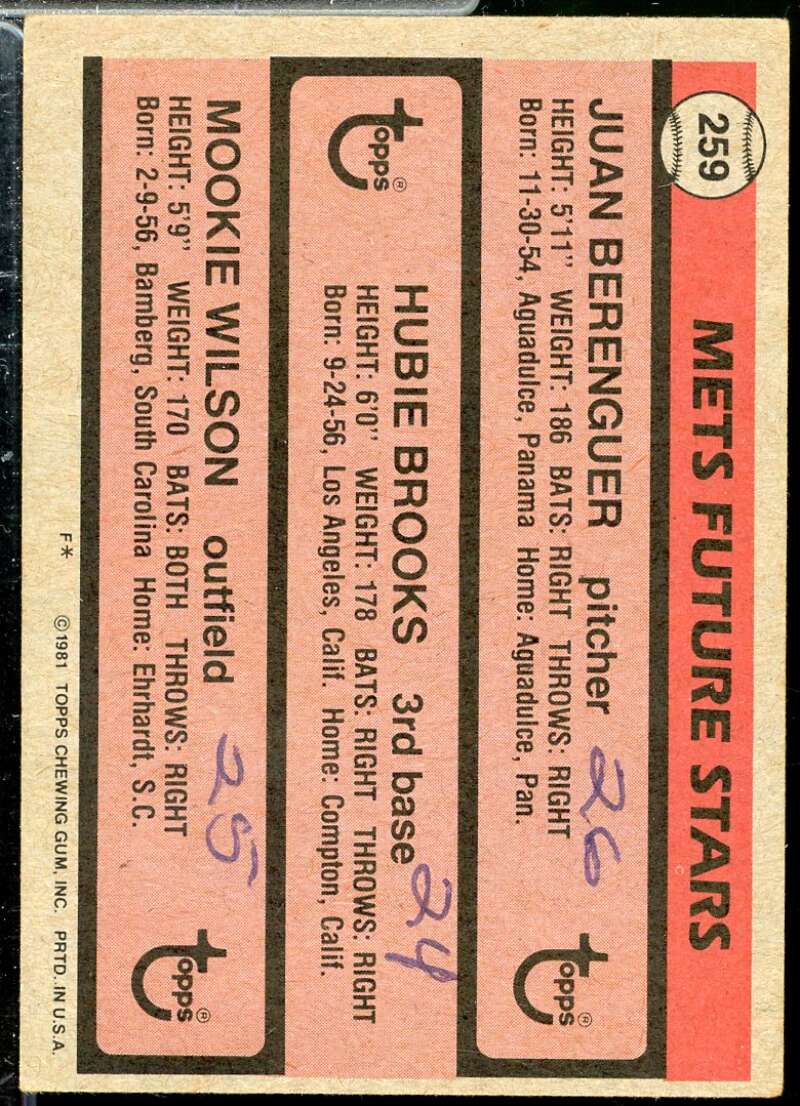 259
METS FUTURE STARS
JUAN BERENGUER pitcher 26
HEIGHT: 5'11" WEIGHT: 186 BATS: RIGHT THROWS: RIGHT
Born: 11-30-54, Aguadulce, Panama Home: Aguadulce, Pan.
Topps®
Topps®
HUBIE BROOKS 3rd base 24
HEIGHT: 6'0" WEIGHT: 178 BATS: RIGHT THROWS: RIGHT
Born: 9-24-56, Los Angeles, Calif. Home: Compton, Calif.
MOOKIE WILSON outfield 25
HEIGHT: 5'9" WEIGHT: 170 BATS: BOTH THROWS: RIGHT
Born: 2-9-56, Bamberg, South Carolina Home: Ehrhardt, S.C.
Topps®
F* ©1981 TOPPS CHEWING GUM, INC. PRTD. IN U.S.A.